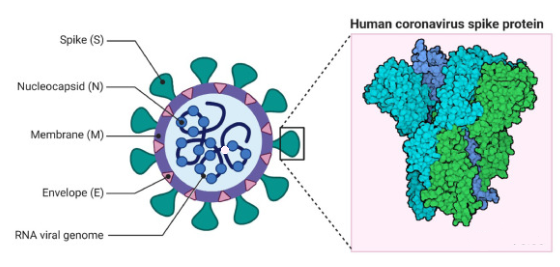 Human coronavirus spike protein
Spike (S)
Nucleocapsid (N)
Membrane (M)
Envelope (E)
RNA viral genome